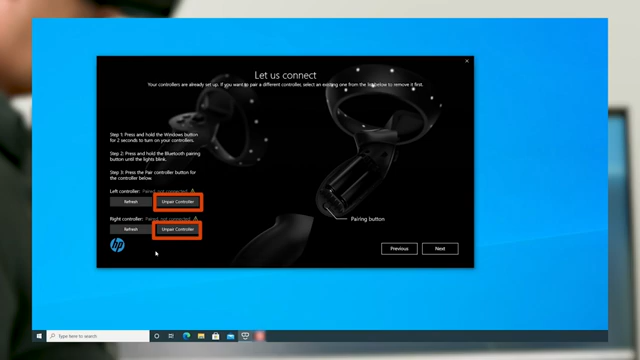 Let us connect
Your controllers are already set up. If you want to pair a different controller, select an existing one from the list below to remove it first.
Step 1: Press and hold the Windows button
for 2 seconds to turn on your controllers.
Step 2: Press and hold the Bluetooth pairing
button until the lights blink.
Step 3: Press the Pair controller button for
the controller below.
Left controller: Paired, not connected
Refresh
Unpair Controller
Right controller: Paired, not connected
Refresh
Unpair Controller
Pairing button
hp
Previous
Next
Type here to search